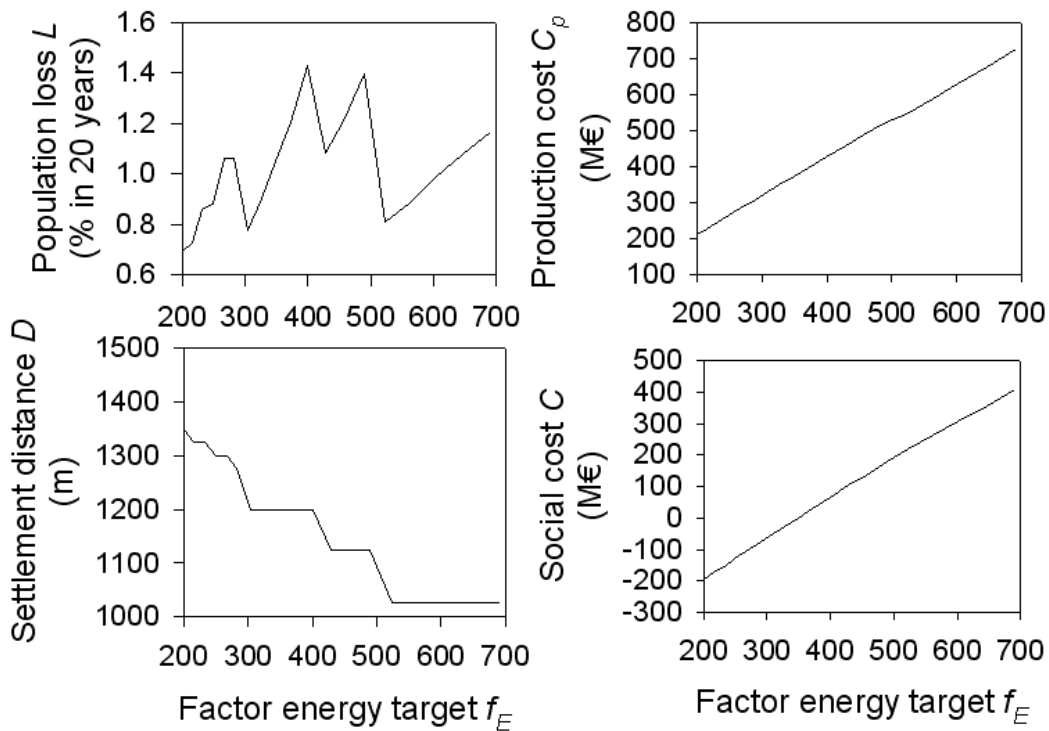 Population loss L
(% in 20 years)
1.6
1.4
1.2
1.0
0.8
0.6
200 300 400 500 600 700
Production cost Cp
(M€)
800
700
600
500
400
300
200
100
200 300 400 500 600 700
Settlement distance D
(m)
1500
1400
1300
1200
1100
1000
200 300 400 500 600 700
Factor energy target fE
Social cost C
(M€)
500
400
300
200
100
0
-100
-200
-300
200 300 400 500 600 700
Factor energy target fE